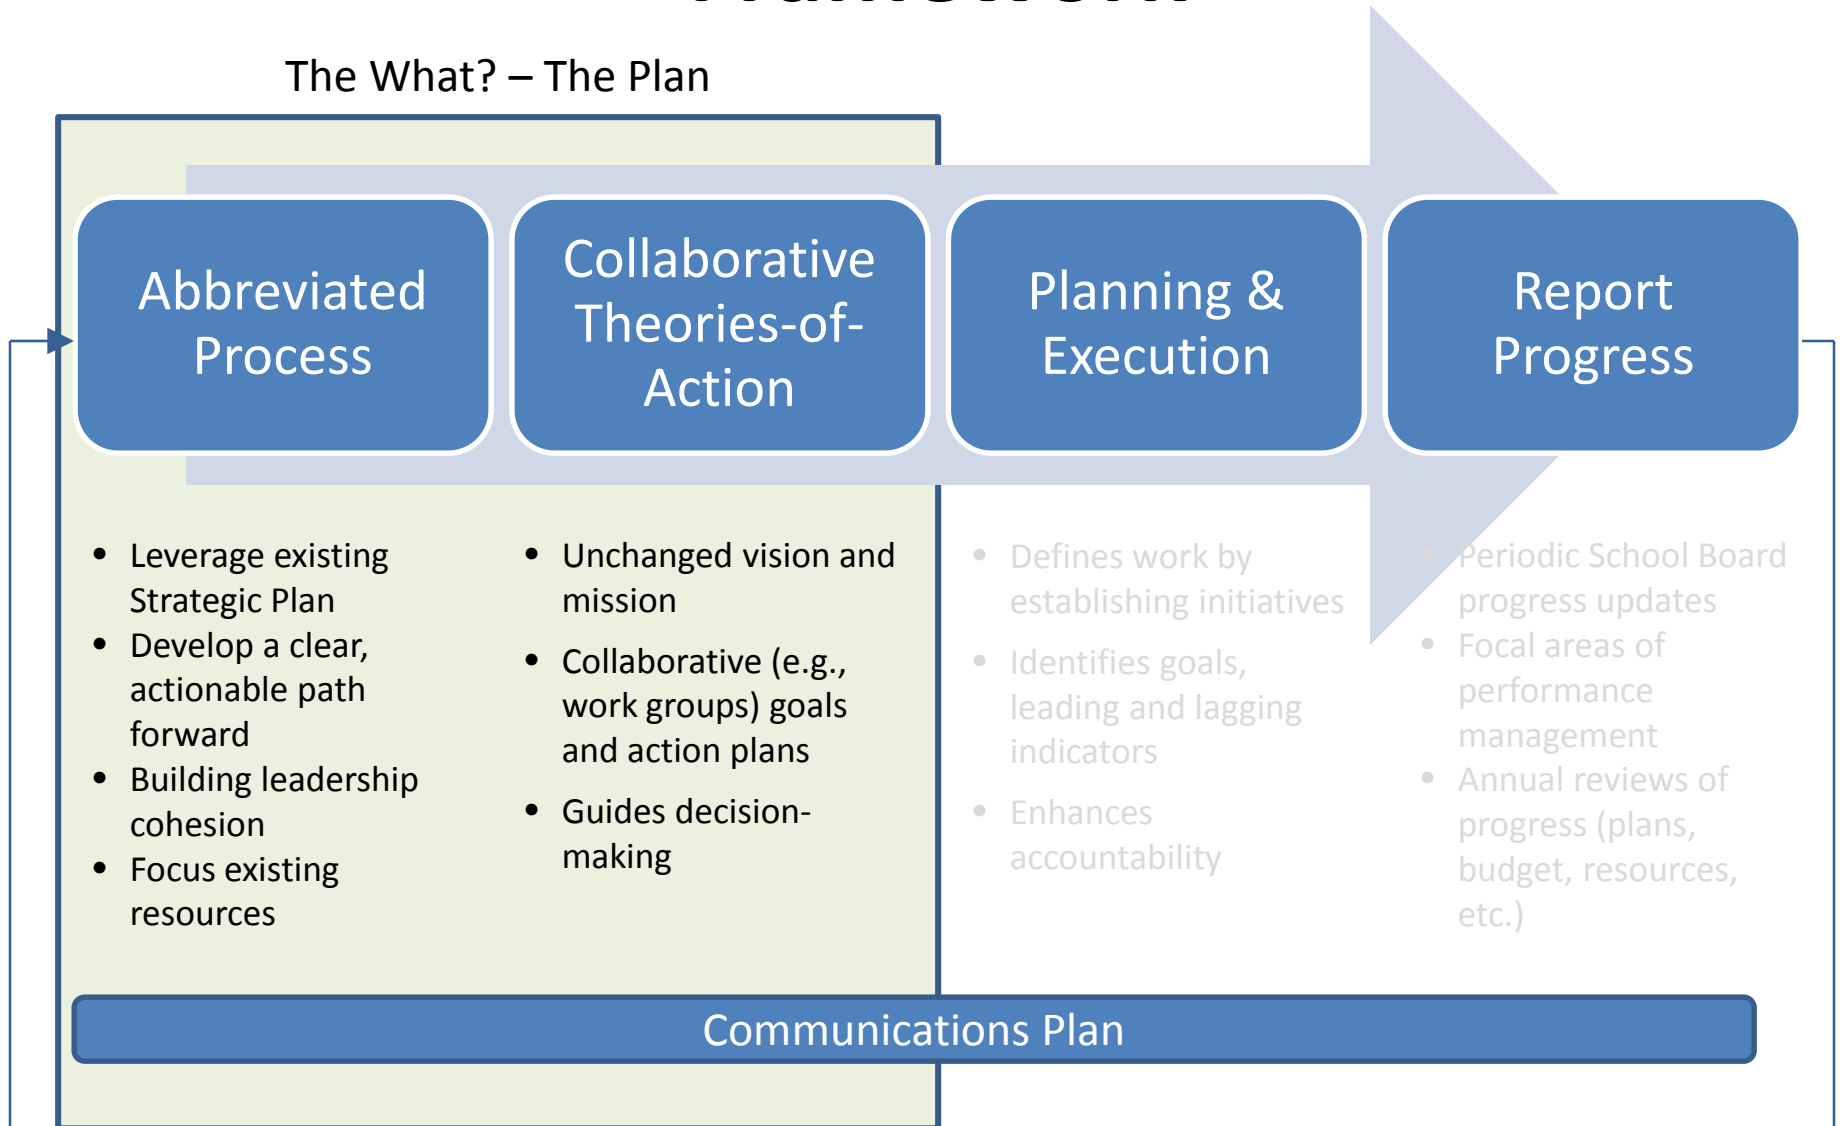 The What? – The Plan
Abbreviated
Process
Collaborative
Theories-of-
Action
Planning &
Execution
Report
Progress
• Leverage existing
Strategic Plan
• Develop a clear,
actionable path
forward
• Building leadership
cohesion
• Focus existing
resources
• Unchanged vision and
mission
• Collaborative (e.g.,
work groups) goals
and action plans
• Guides decision-
making
• Defines work by
establishing initiatives
• Identifies goals,
leading and lagging
indicators
• Enhances
accountability
• Periodic School Board
progress updates
• Focal areas of
performance
management
• Annual reviews of
progress (plans,
budget, resources,
etc.)
Communications Plan